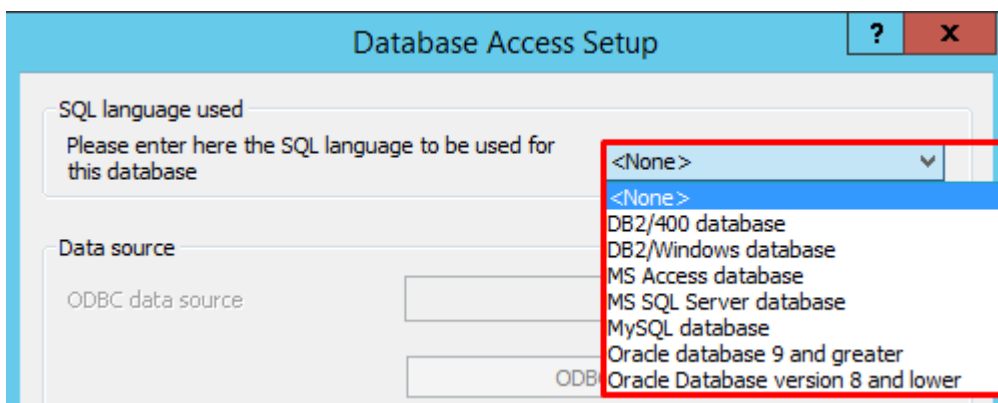 Database Access Setup
?
x
SQL language used
Please enter here the SQL language to be used for
this database
<None>
<None>
DB2/400 database
DB2/Windows database
MS Access database
MS SQL Server database
MySQL database
Oracle database 9 and greater
Oracle Database version 8 and lower
Data source
ODBC data source